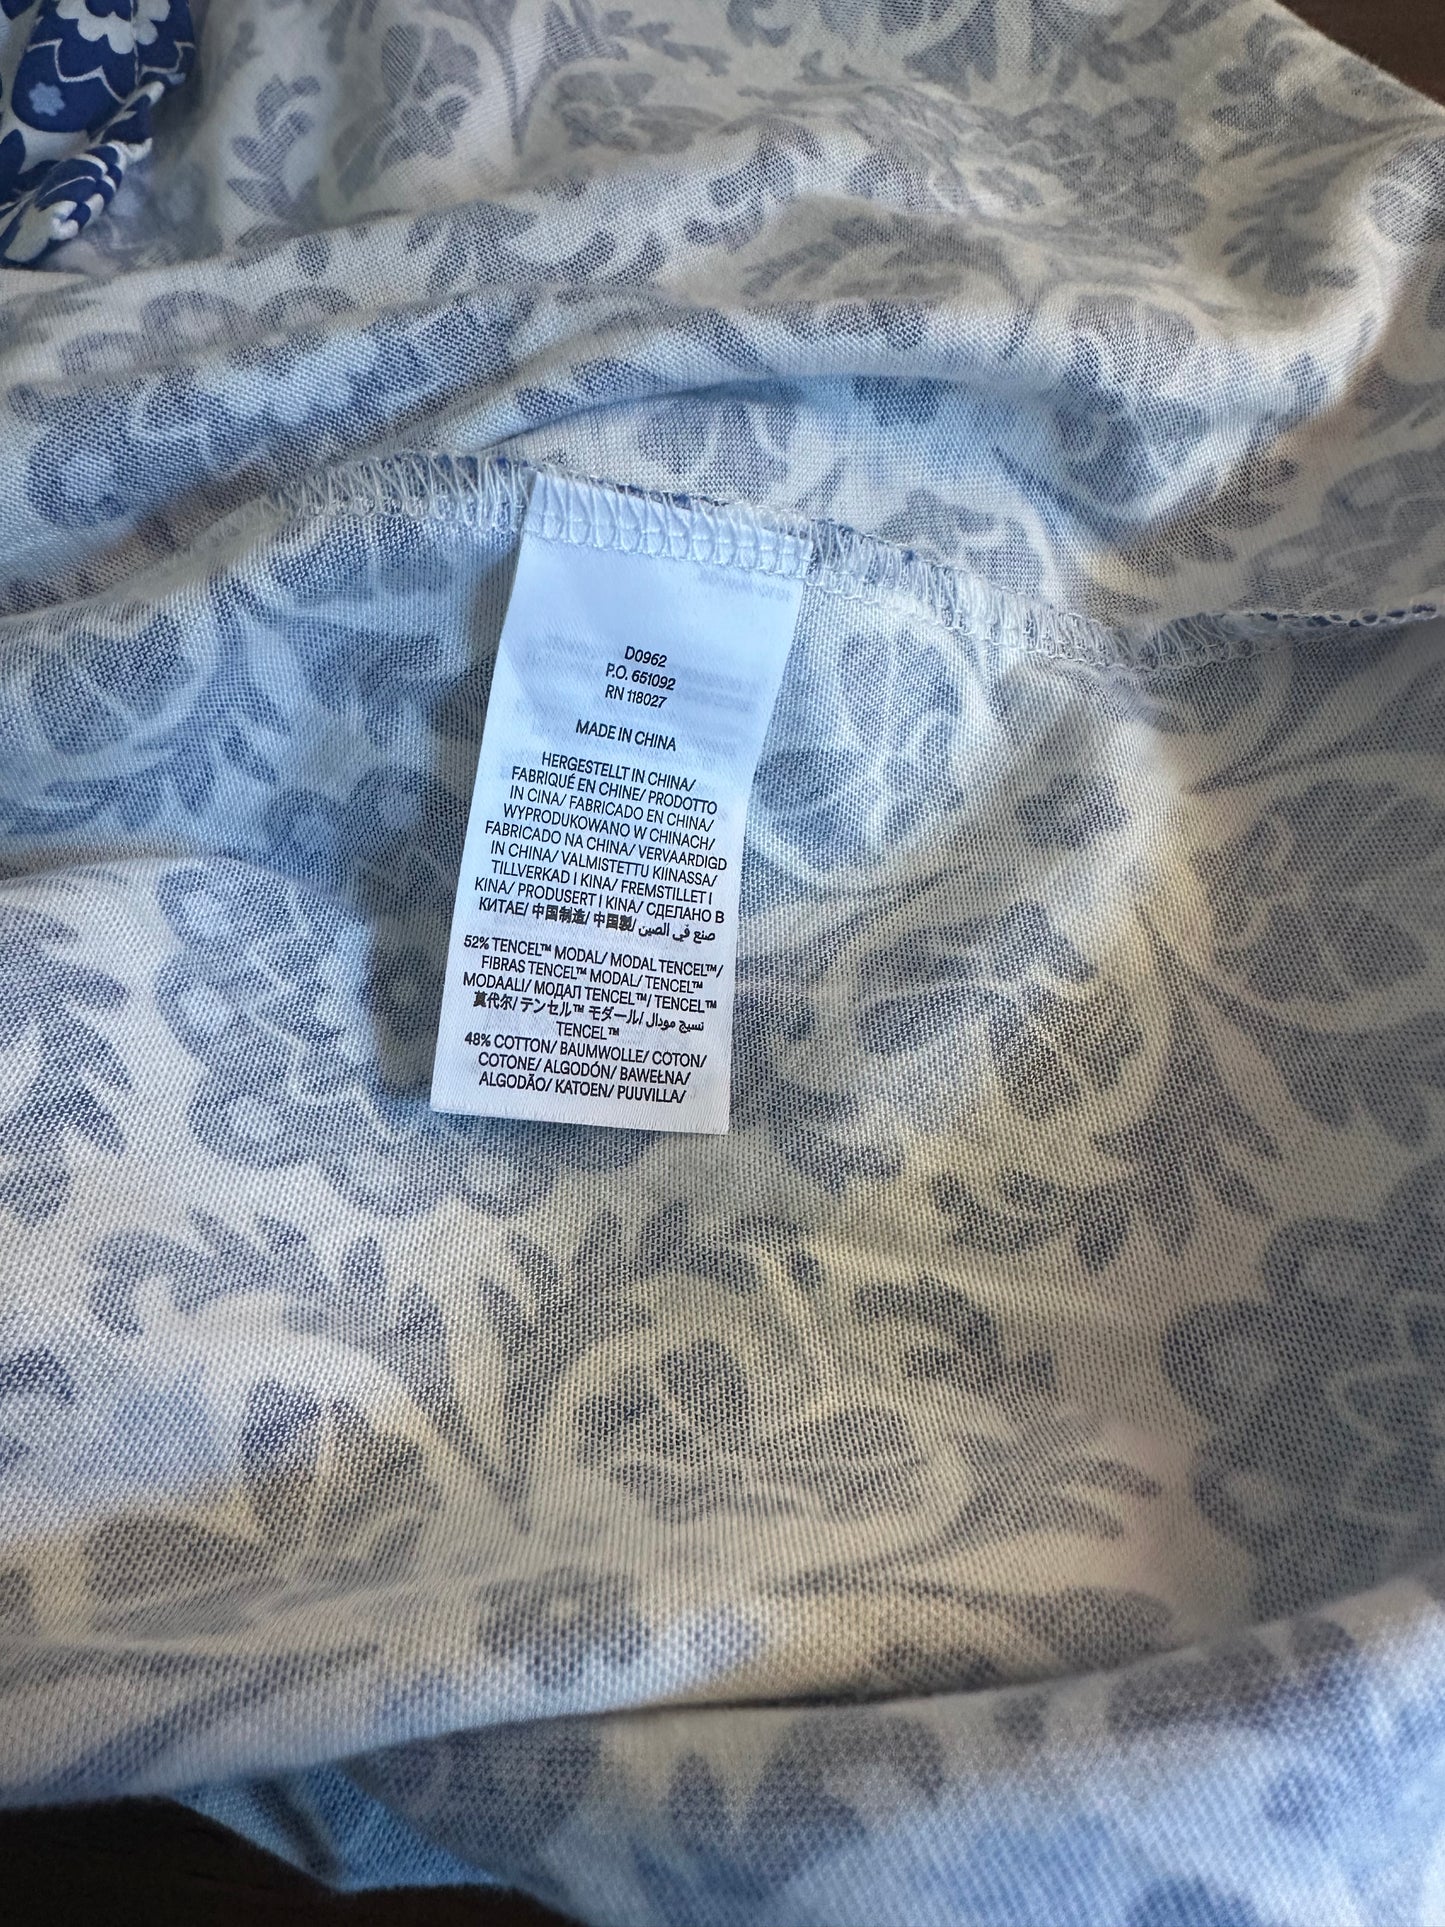 D0962
P.O. 651092
RN 118027
MADE IN CHINA
HERGESTELLT IN CHINA/
FABRIQUÉ EN CHINE/ PRODOTTO
IN CINA/ FABRICADO EN CHINA/
WYPRODUKOWANO W CHINACH/
FABRICADO NA CHINA/ VERVAARDIGD
IN CHINA/ VALMISTETTU KIINASSA/
TILLVERKAD I KINA/ FREMSTILLET I
KINA/ PRODUSERT I KINA/ СДЕЛАНО В
КИТАЕ/ 中国制造/ 中國製/ صنع في الصين
52% TENCEL™ MODAL/ MODAL TENCEL™/
FIBRAS TENCEL™ MODAL/ TENCEL™
MODAALI/ МОДАЛ TENCEL™/ TENCEL™
莫代尔/ テンセル™ モダール/ نسيج مودال
TENCEL™
48% COTTON/ BAUMWOLLE/ COTON/
COTONE/ ALGODÓN/ BAWEŁNA/
ALGODÃO/ KATOEN/ PUUVILLA/